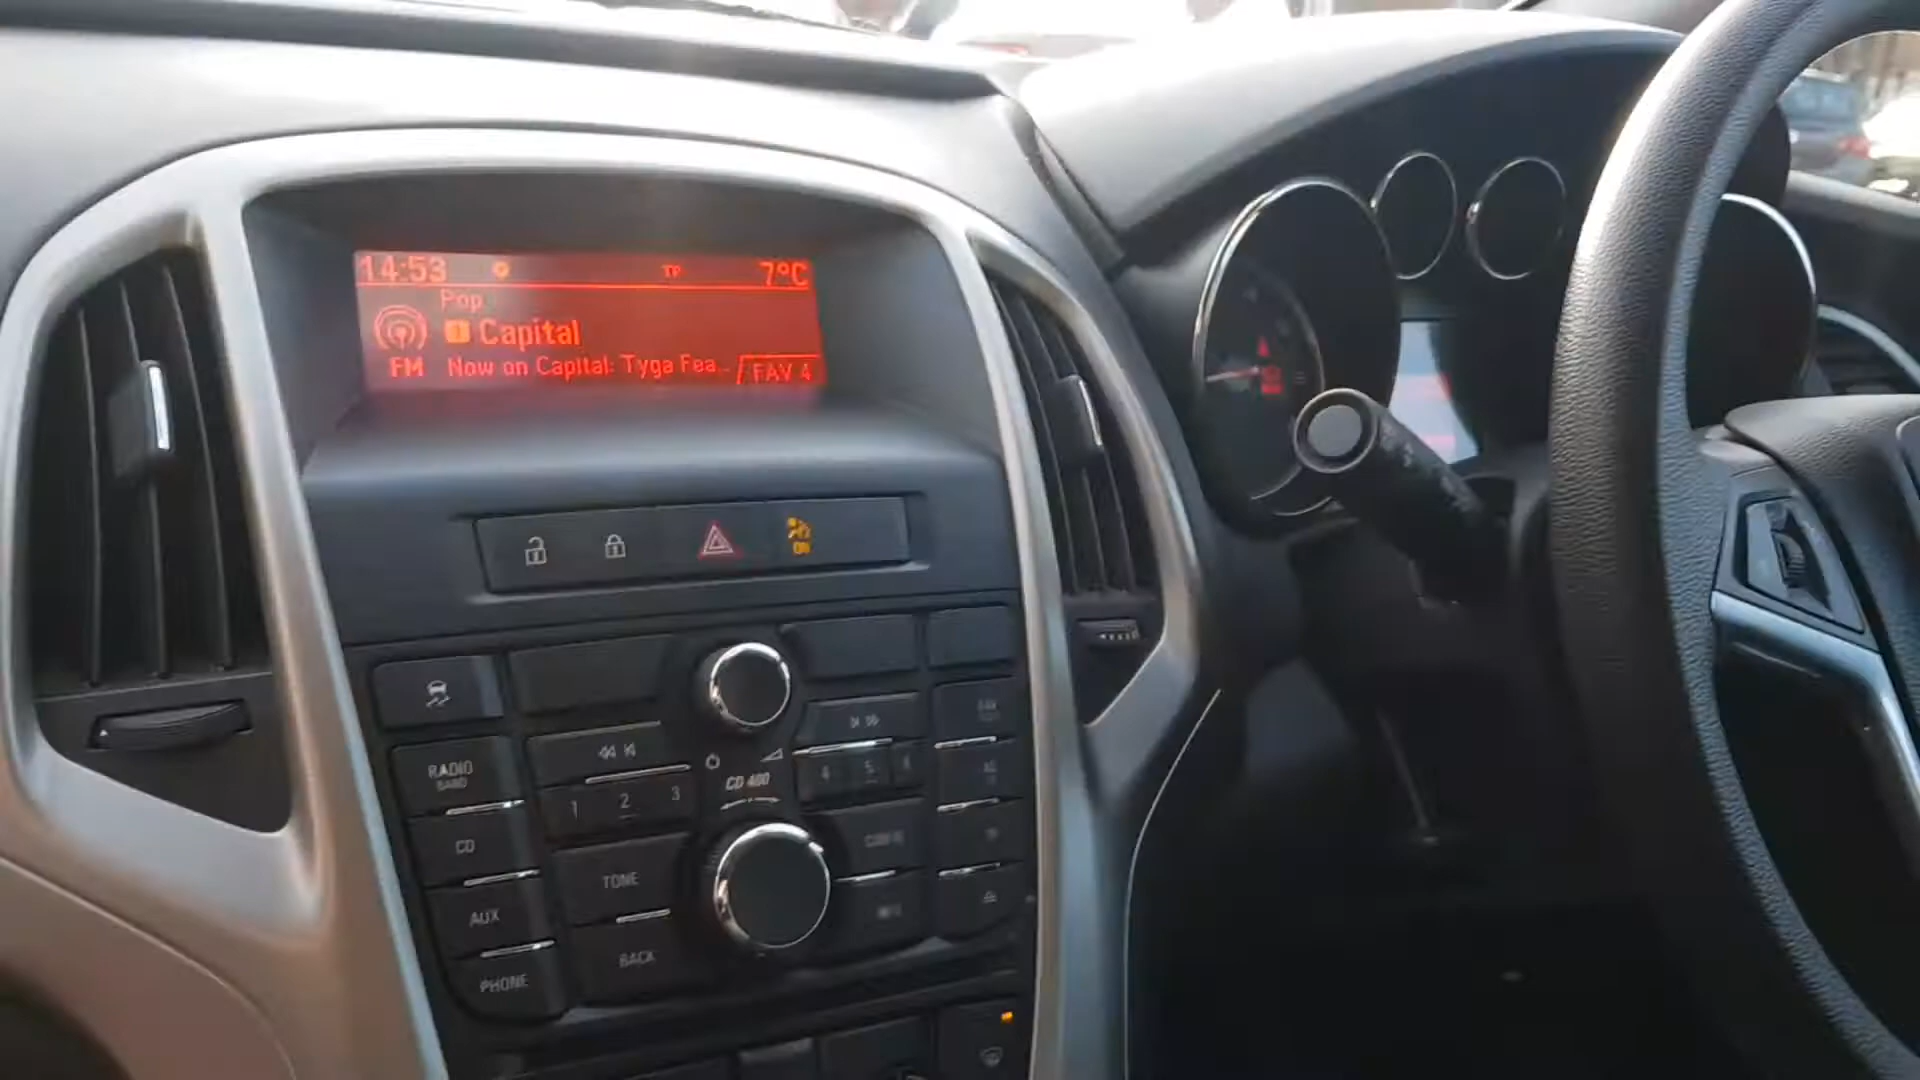 14:53 TP 7°C
Pop
1 Capital
FM Now on Capital: Tyga Fea... FAV 4
ON
RADIO
BAND
CD 400
1 2 3
4 5 6
CD
TONE
AUX
BACK
PHONE